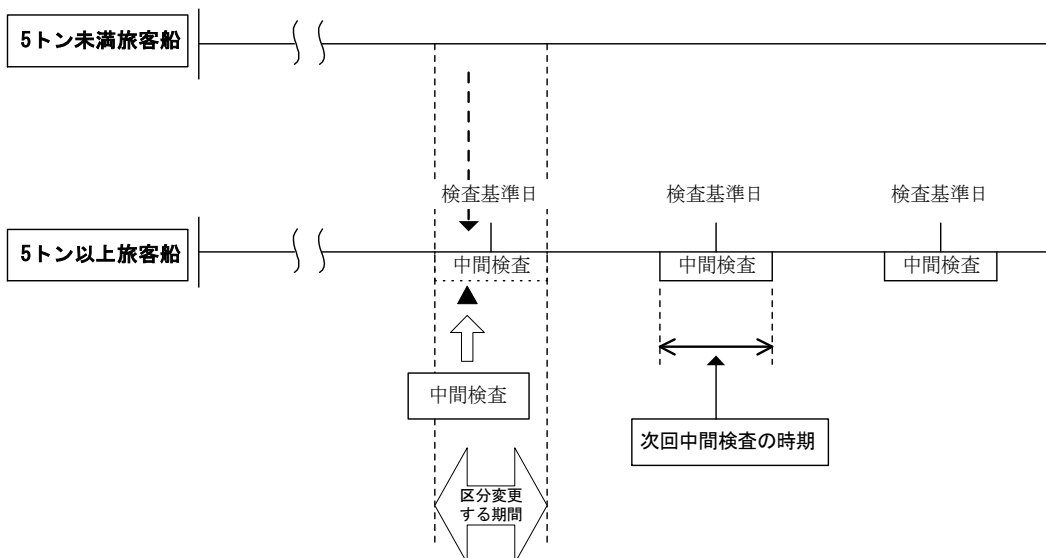 5トン未満旅客船
検査基準日 検査基準日 検査基準日
5トン以上旅客船
中間検査 中間検査 中間検査
中間検査
次回中間検査の時期
区分変更
する期間